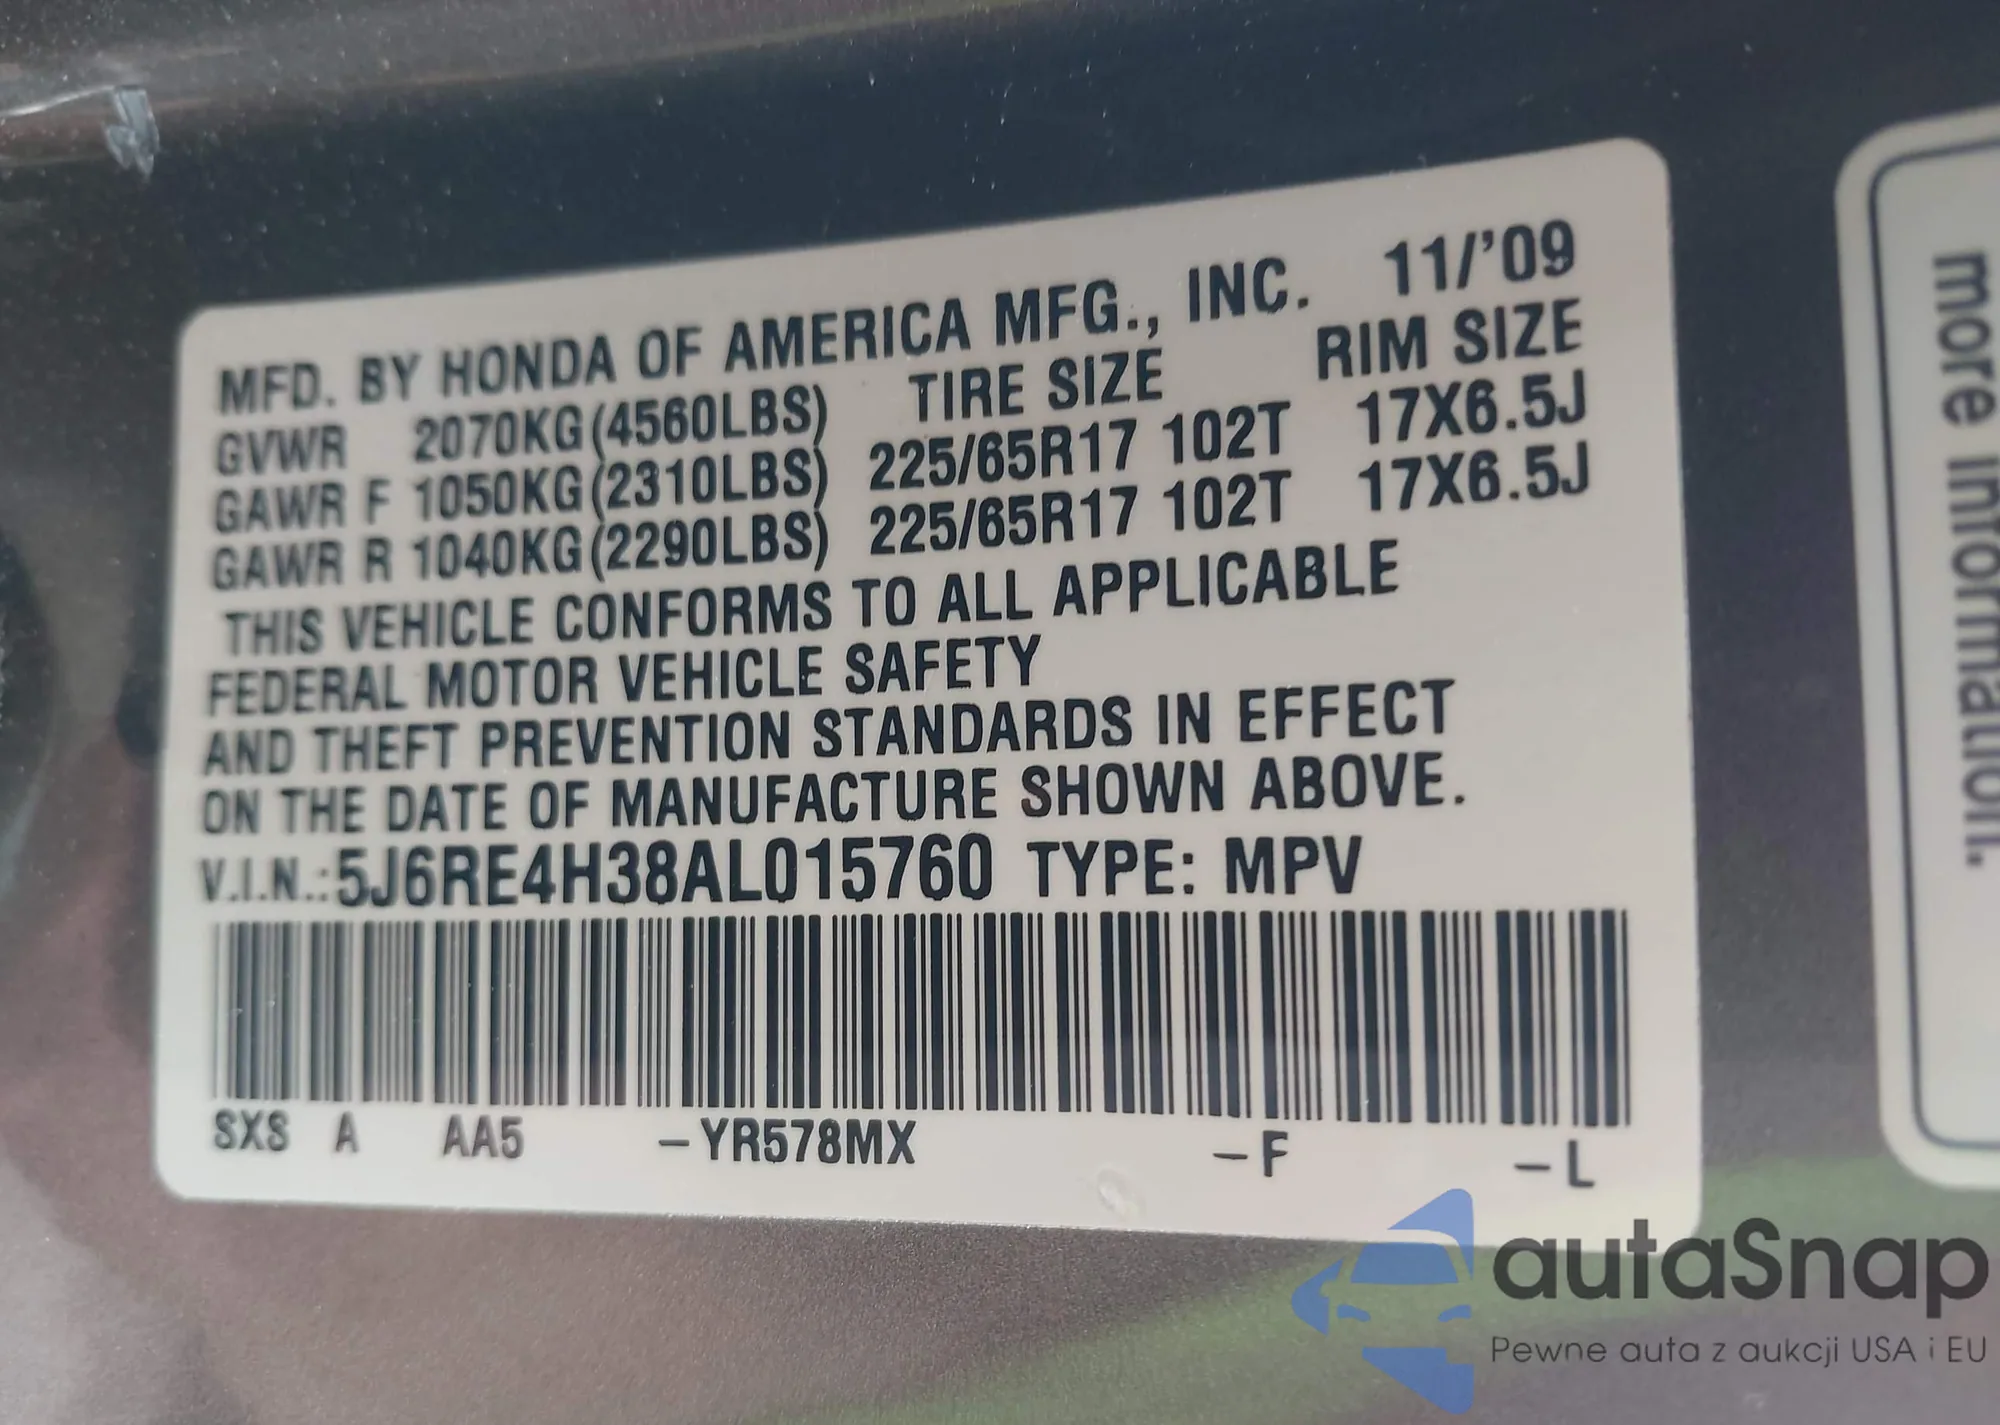 MFD. BY HONDA OF AMERICA MFG., INC. 11/'09
TIRE SIZE RIM SIZE
GVWR 2070KG(4560LBS)
GAWR F 1050KG(2310LBS) 225/65R17 102T 17X6.5J
GAWR R 1040KG(2290LBS) 225/65R17 102T 17X6.5J
THIS VEHICLE CONFORMS TO ALL APPLICABLE
FEDERAL MOTOR VEHICLE SAFETY
AND THEFT PREVENTION STANDARDS IN EFFECT
ON THE DATE OF MANUFACTURE SHOWN ABOVE.
V.I.N.:5J6RE4H38AL015760 TYPE: MPV
SXS A AA5 -YR578MX -F -L
more information.
autaSnap
Pewne auta z aukcji USA i EU